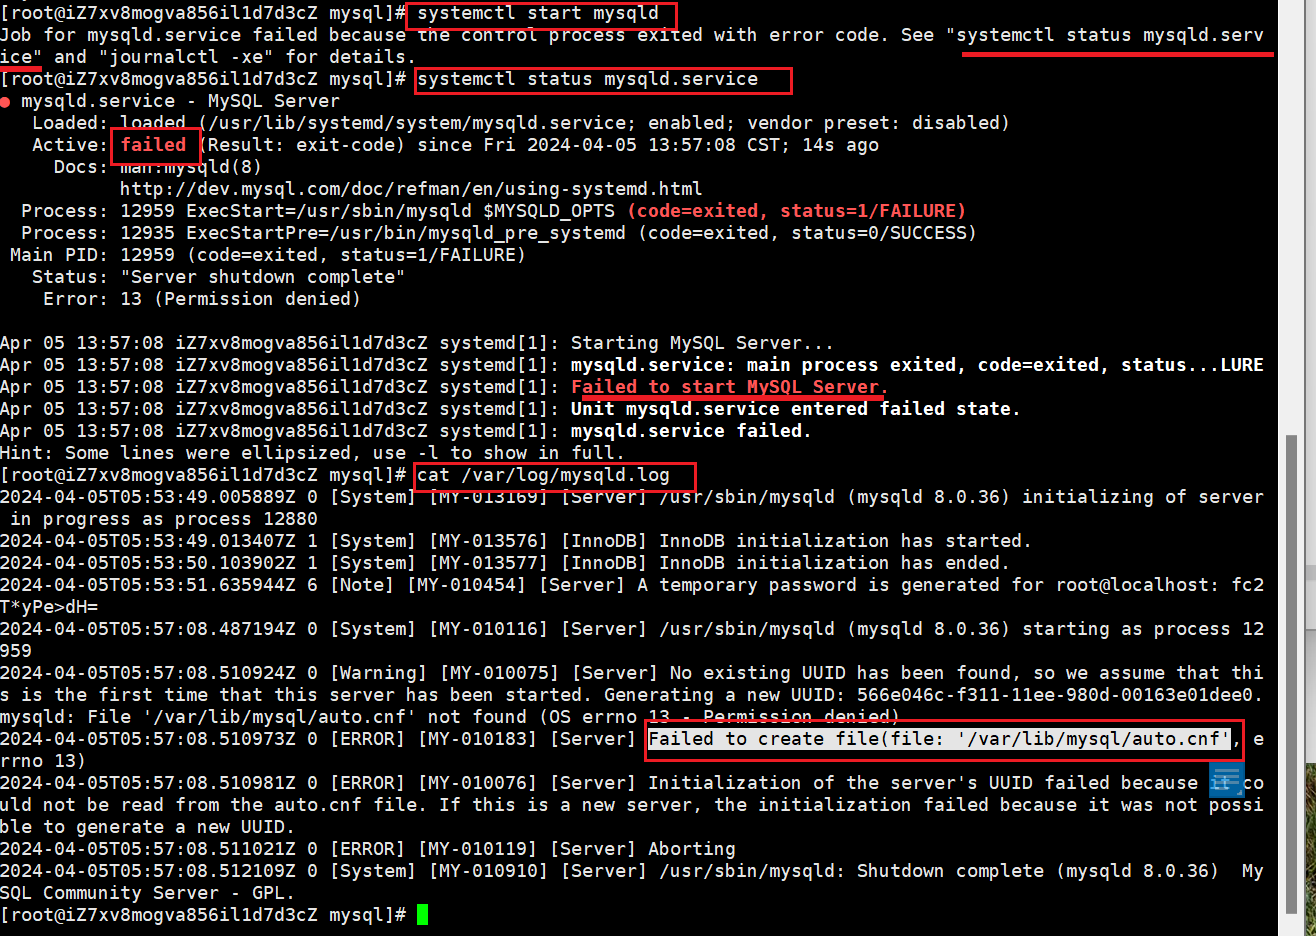 [root@iZ7xv8mogva856il1d7d3cZ mysql]# systemctl start mysqld
Job for mysqld.service failed because the control process exited with error code. See "systemctl status mysqld.serv
ice" and "journalctl -xe" for details.
[root@iZ7xv8mogva856il1d7d3cZ mysql]# systemctl status mysqld.service
● mysqld.service - MySQL Server
   Loaded: loaded (/usr/lib/systemd/system/mysqld.service; enabled; vendor preset: disabled)
   Active: failed (Result: exit-code) since Fri 2024-04-05 13:57:08 CST; 14s ago
     Docs: man:mysqld(8)
           http://dev.mysql.com/doc/refman/en/using-systemd.html
  Process: 12959 ExecStart=/usr/sbin/mysqld $MYSQLD_OPTS (code=exited, status=1/FAILURE)
  Process: 12935 ExecStartPre=/usr/bin/mysqld_pre_systemd (code=exited, status=0/SUCCESS)
 Main PID: 12959 (code=exited, status=1/FAILURE)
   Status: "Server shutdown complete"
    Error: 13 (Permission denied)
Apr 05 13:57:08 iZ7xv8mogva856il1d7d3cZ systemd[1]: Starting MySQL Server...
Apr 05 13:57:08 iZ7xv8mogva856il1d7d3cZ systemd[1]: mysqld.service: main process exited, code=exited, status...LURE
Apr 05 13:57:08 iZ7xv8mogva856il1d7d3cZ systemd[1]: Failed to start MySQL Server.
Apr 05 13:57:08 iZ7xv8mogva856il1d7d3cZ systemd[1]: Unit mysqld.service entered failed state.
Apr 05 13:57:08 iZ7xv8mogva856il1d7d3cZ systemd[1]: mysqld.service failed.
Hint: Some lines were ellipsized, use -l to show in full.
[root@iZ7xv8mogva856il1d7d3cZ mysql]# cat /var/log/mysqld.log
2024-04-05T05:53:49.005889Z 0 [System] [MY-013169] [Server] /usr/sbin/mysqld (mysqld 8.0.36) initializing of server
 in progress as process 12880
2024-04-05T05:53:49.013407Z 1 [System] [MY-013576] [InnoDB] InnoDB initialization has started.
2024-04-05T05:53:50.103902Z 1 [System] [MY-013577] [InnoDB] InnoDB initialization has ended.
2024-04-05T05:53:51.635944Z 6 [Note] [MY-010454] [Server] A temporary password is generated for root@localhost: fc2
T*yPe>dH=
2024-04-05T05:57:08.487194Z 0 [System] [MY-010116] [Server] /usr/sbin/mysqld (mysqld 8.0.36) starting as process 12
959
2024-04-05T05:57:08.510924Z 0 [Warning] [MY-010075] [Server] No existing UUID has been found, so we assume that thi
s is the first time that this server has been started. Generating a new UUID: 566e046c-f311-11ee-980d-00163e01dee0.
mysqld: File '/var/lib/mysql/auto.cnf' not found (OS errno 13 - Permission denied)
2024-04-05T05:57:08.510973Z 0 [ERROR] [MY-010183] [Server] Failed to create file(file: '/var/lib/mysql/auto.cnf', e
rrno 13)
2024-04-05T05:57:08.510981Z 0 [ERROR] [MY-010076] [Server] Initialization of the server's UUID failed because it co
uld not be read from the auto.cnf file. If this is a new server, the initialization failed because it was not possi
ble to generate a new UUID.
2024-04-05T05:57:08.511021Z 0 [ERROR] [MY-010119] [Server] Aborting
2024-04-05T05:57:08.512109Z 0 [System] [MY-010910] [Server] /usr/sbin/mysqld: Shutdown complete (mysqld 8.0.36)  My
SQL Community Server - GPL.
[root@iZ7xv8mogva856il1d7d3cZ mysql]#